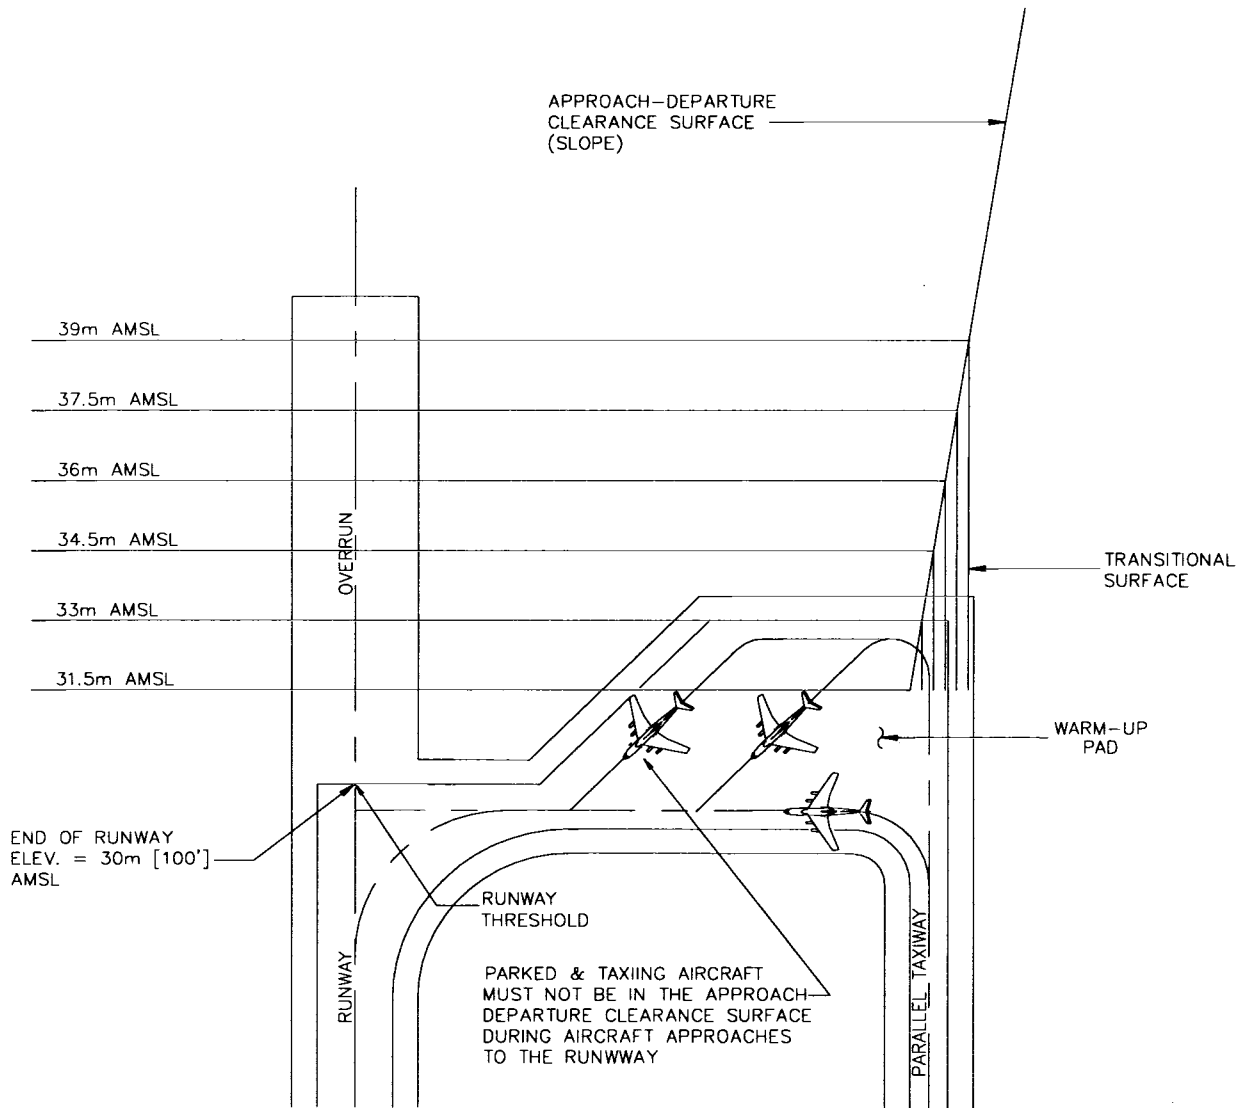 APPROACH-DEPARTURE
CLEARANCE SURFACE
(SLOPE)
39m AMSL
37.5m AMSL
36m AMSL
34.5m AMSL
OVERRUN
TRANSITIONAL
SURFACE
33m AMSL
31.5m AMSL
WARM-UP
PAD
END OF RUNWAY
ELEV. = 30m [100']
AMSL
RUNWAY
THRESHOLD
RUNWAY
PARKED & TAXIING AIRCRAFT
MUST NOT BE IN THE APPROACH-
DEPARTURE CLEARANCE SURFACE
DURING AIRCRAFT APPROACHES
TO THE RUNWWAY
PARALLEL TAXIWAY